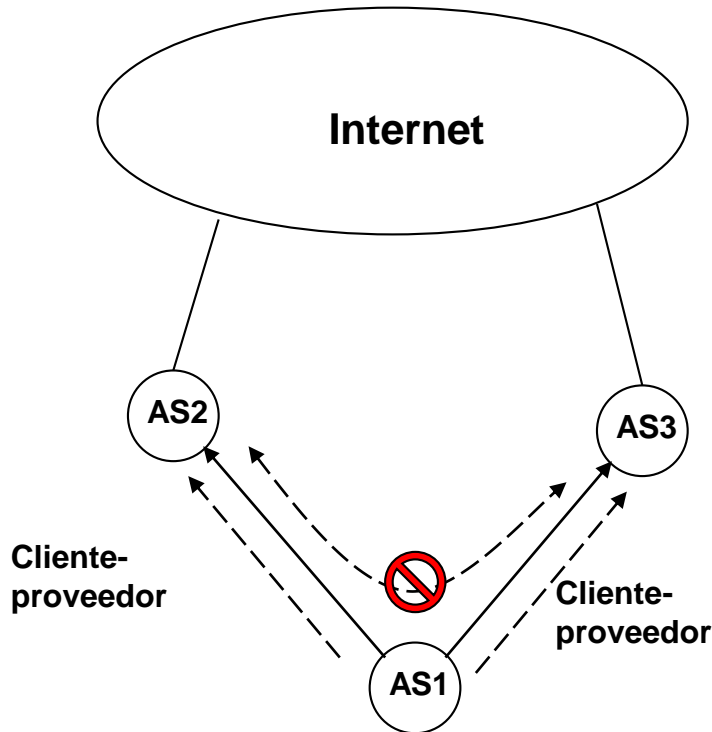 Internet
AS2
AS3
Cliente-
proveedor
Cliente-
proveedor
AS1